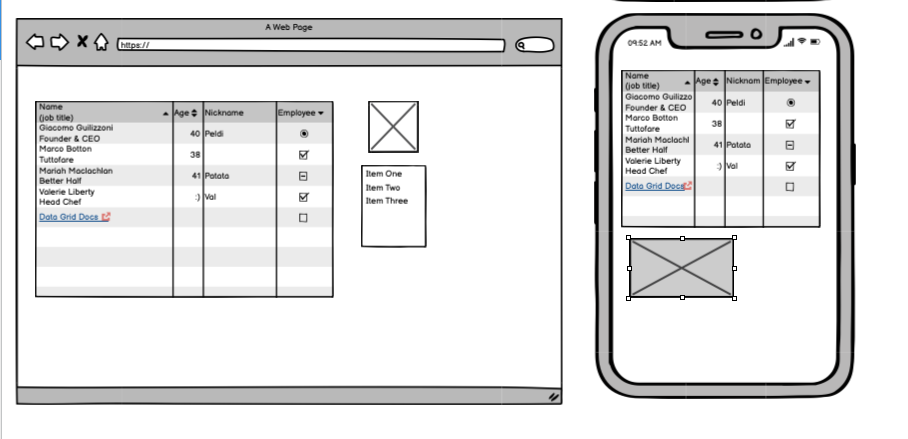 A Web Page
https://
Name
(job title)
Age
Nickname
Employee
Giacomo Guilizzoni
Founder & CEO
40
Peldi
Marco Botton
Tuttofare
38
Mariah Maclachlan
Better Half
41
Patata
Valerie Liberty
Head Chef
:)
Val
Data Grid Docs
Item One
Item Two
Item Three
09:52 AM
Name
(job title)
Age
Nicknam
Employee
Giacomo Guilizzo
Founder & CEO
40
Peldi
Marco Botton
Tuttofare
38
Mariah Maclachl
Better Half
41
Patata
Valerie Liberty
Head Chef
:)
Val
Data Grid Docs